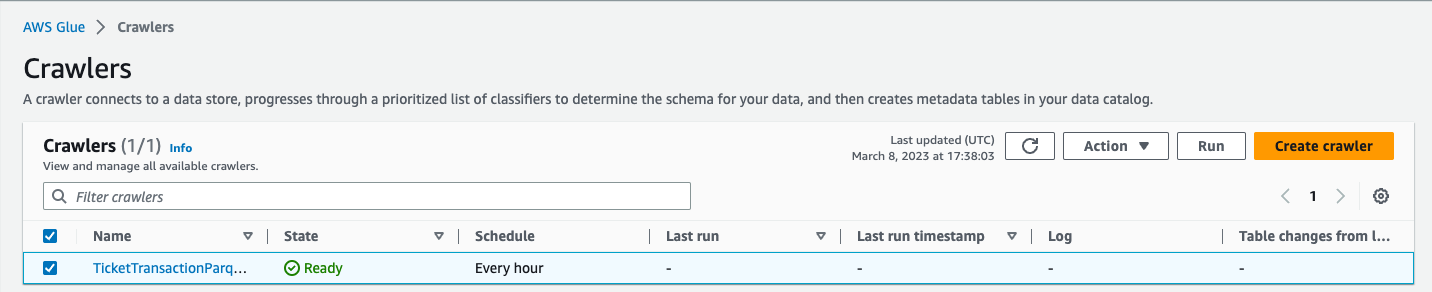 AWS Glue > Crawlers
Crawlers
A crawler connects to a data store, progresses through a prioritized list of classifiers to determine the schema for your data, and then creates metadata tables in your data catalog.
Crawlers (1/1) Info
View and manage all available crawlers.
Last updated (UTC)
March 8, 2023 at 17:38:03
Action
Run
Create crawler
Filter crawlers
1
Name State Schedule Last run Last run timestamp Log Table changes from l...
TicketTransactionParq... Ready Every hour - - - -